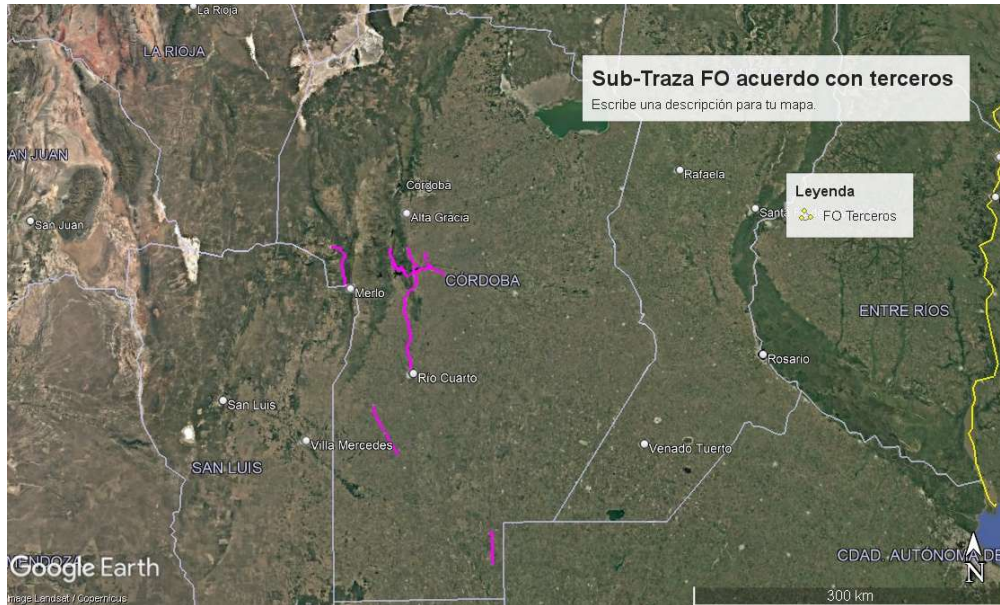 La Rioja
LA RIOJA
Sub-Traza FO acuerdo con terceros
Escribe una descripción para tu mapa.
AN JUAN
Rafaela
Córdoba
Leyenda
FO Terceros
San Juan
Alta Gracia
Santa
CÓRDOBA
Merlo
ENTRE RÍOS
Rosario
Río Cuarto
San Luis
Villa Mercedes
Venado Tuerto
SAN LUIS
MENDOZA
CDAD. AUTÓNOMA DE
Google Earth
N
Image Landsat / Copernicus
300 km